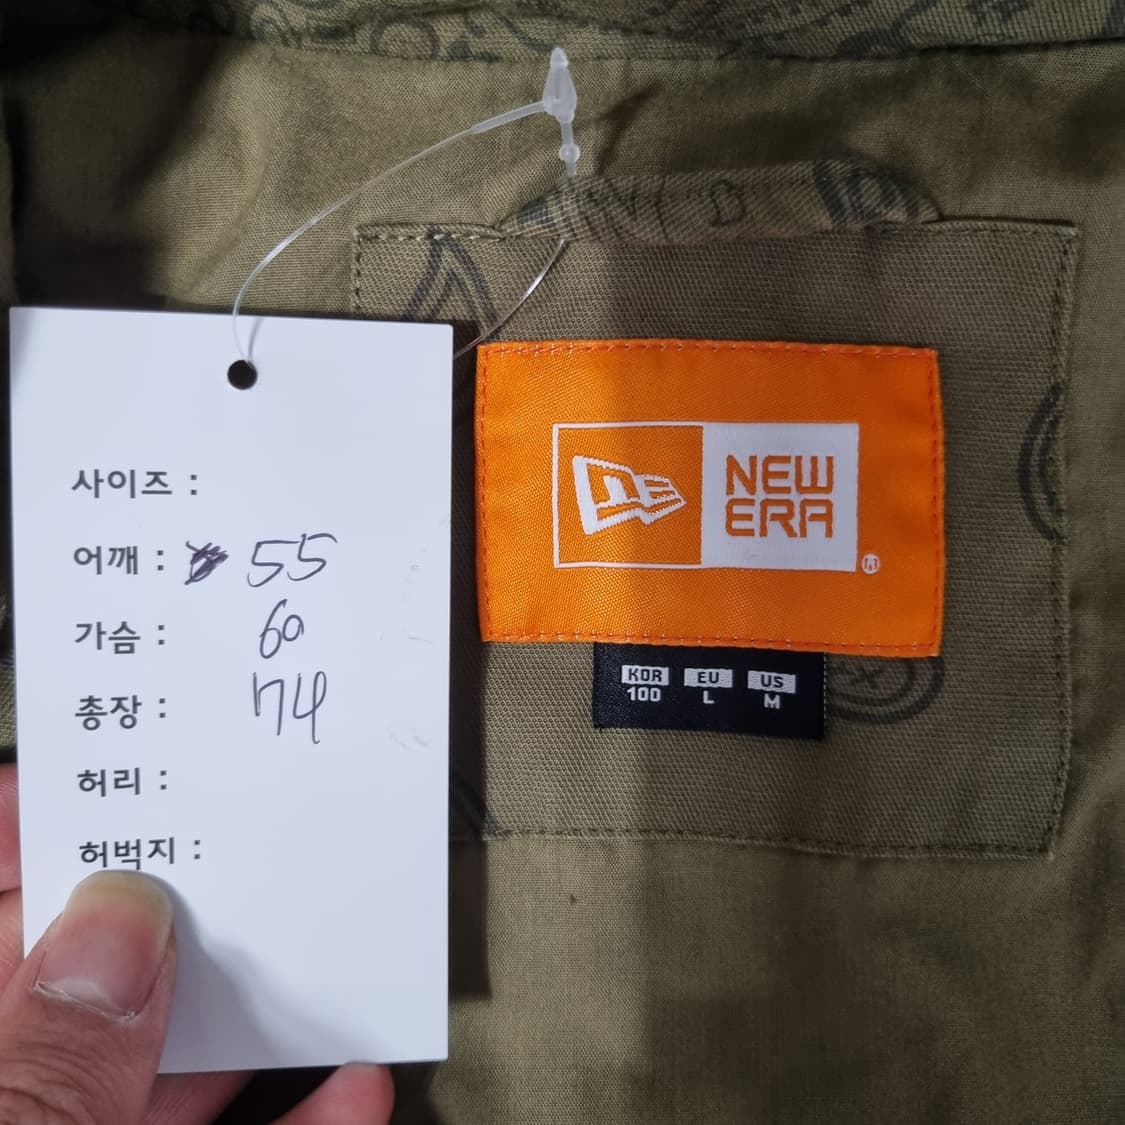 사이즈 :
어깨 : 55
가슴 : 60
총장 : 74
허리 :
허벅지 :
NEW
ERA
KOR EU US
100 L M